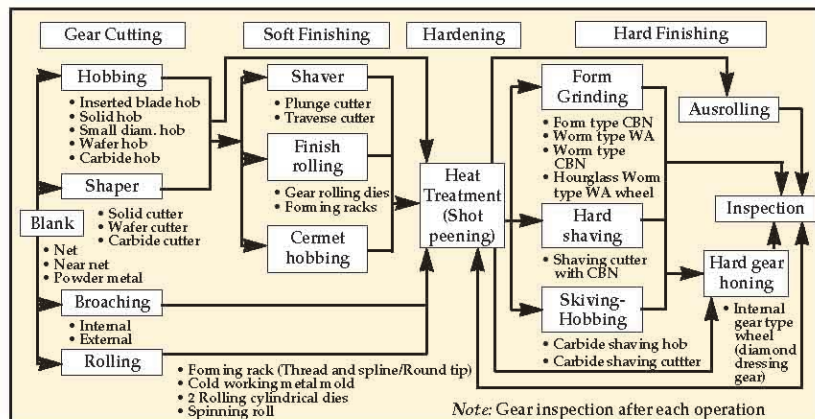 Gear Cutting
Soft Finishing
Hardening
Hard Finishing
Hobbing
• Inserted blade hob
• Solid hob
• Small diam. hob
• Wafer hob
• Carbide hob
Shaper
• Solid cutter
• Wafer cutter
• Carbide cutter
Blank
• Net
• Near net
• Powder metal
Broaching
• Internal
• External
Rolling
• Forming rack (Thread and spline/Round tip)
• Cold working metal mold
• 2 Rolling cylindrical dies
• Spinning roll
Shaver
• Plunge cutter
• Traverse cutter
Finish
rolling
• Gear rolling dies
• Forming racks
Cermet
hobbing
Heat
Treatment
(Shot
peening)
Form
Grinding
• Form type CBN
• Worm type WA
• Worm type
CBN
• Hourglass Worm
type WA wheel
Hard
shaving
• Shaving cutter
with CBN
Skiving-
Hobbing
• Carbide shaving hob
• Carbide shaving cuttter
Ausrolling
Inspection
Hard gear
honing
• Internal
gear type
wheel
(diamond
dressing
gear)
Note: Gear inspection after each operation